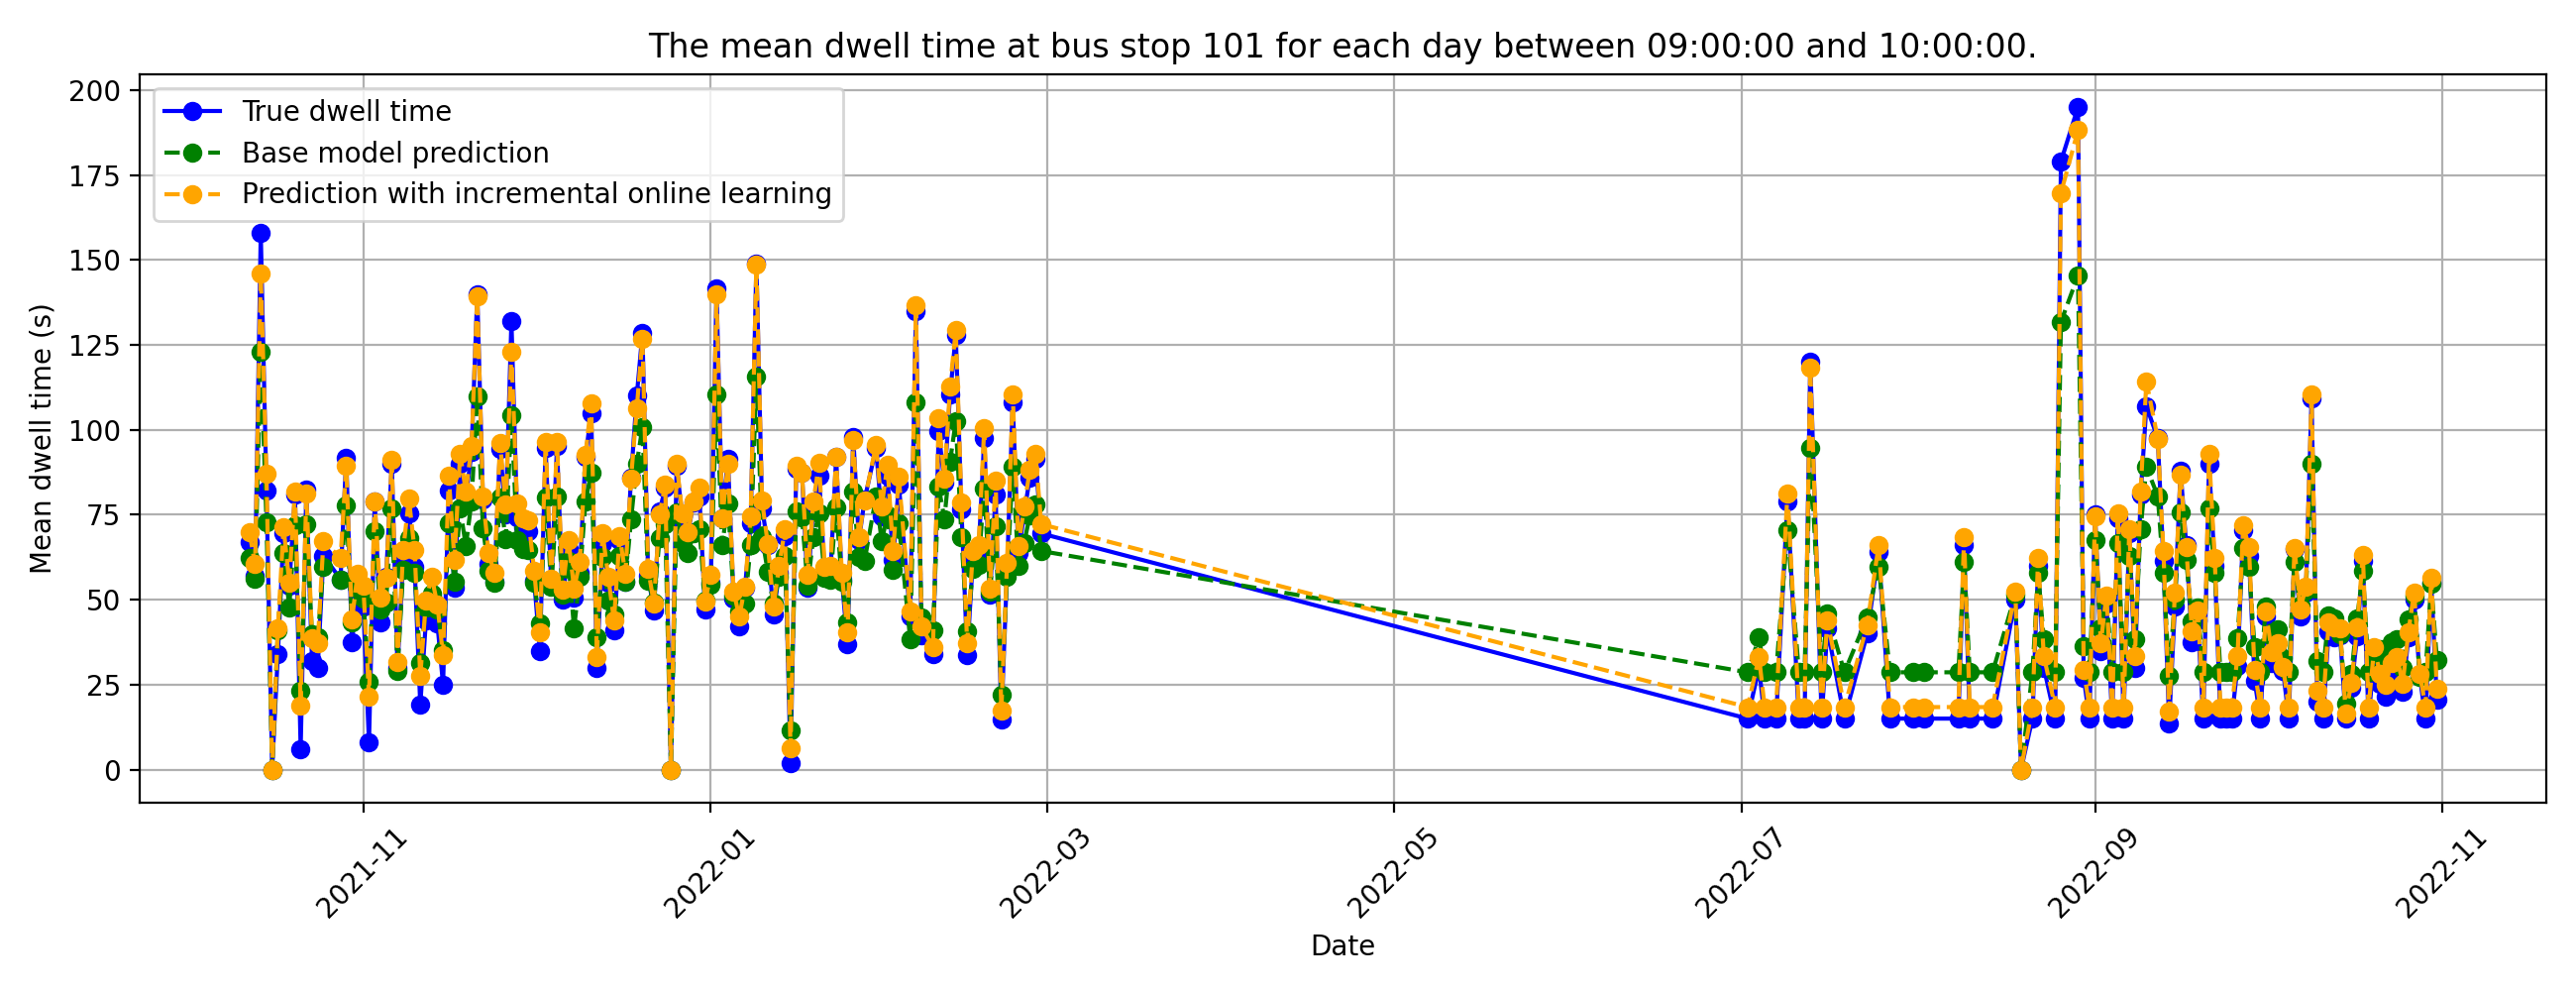 The mean dwell time at bus stop 101 for each day between 09:00:00 and 10:00:00.
True dwell time
Base model prediction
Prediction with incremental online learning
Mean dwell time (s)
200
175
150
125
100
75
50
25
0
2021-11
2022-01
2022-03
2022-05
2022-07
2022-09
2022-11
Date